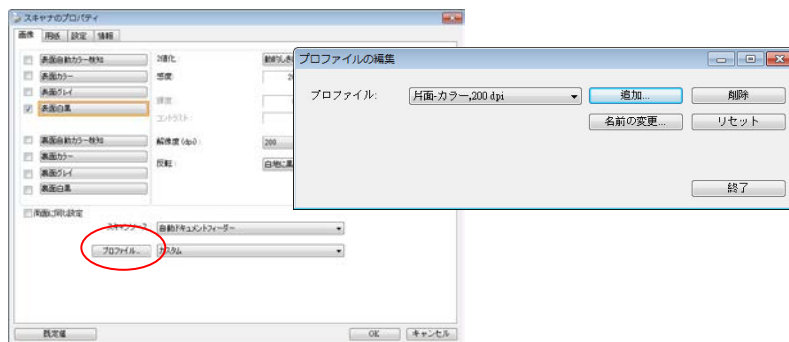 スキャナのプロパティ
画像 用紙 設定 情報
表面自動カラー検知
表面カラー
表面グレイ
表面白黒
裏面自動カラー検知
裏面カラー
裏面グレイ
裏面白黒
2値化
感度
コントラスト:
解像度 (dpi) :
200
反転 :
両面に同じ設定
スキャンソース
自動ドキュメントフィーダー
プロファイル...
カスタム
既定値
OK
キャンセル
プロファイルの編集
プロファイル:
片面-カラー,200 dpi
追加...
削除
名前の変更...
リセット
終了